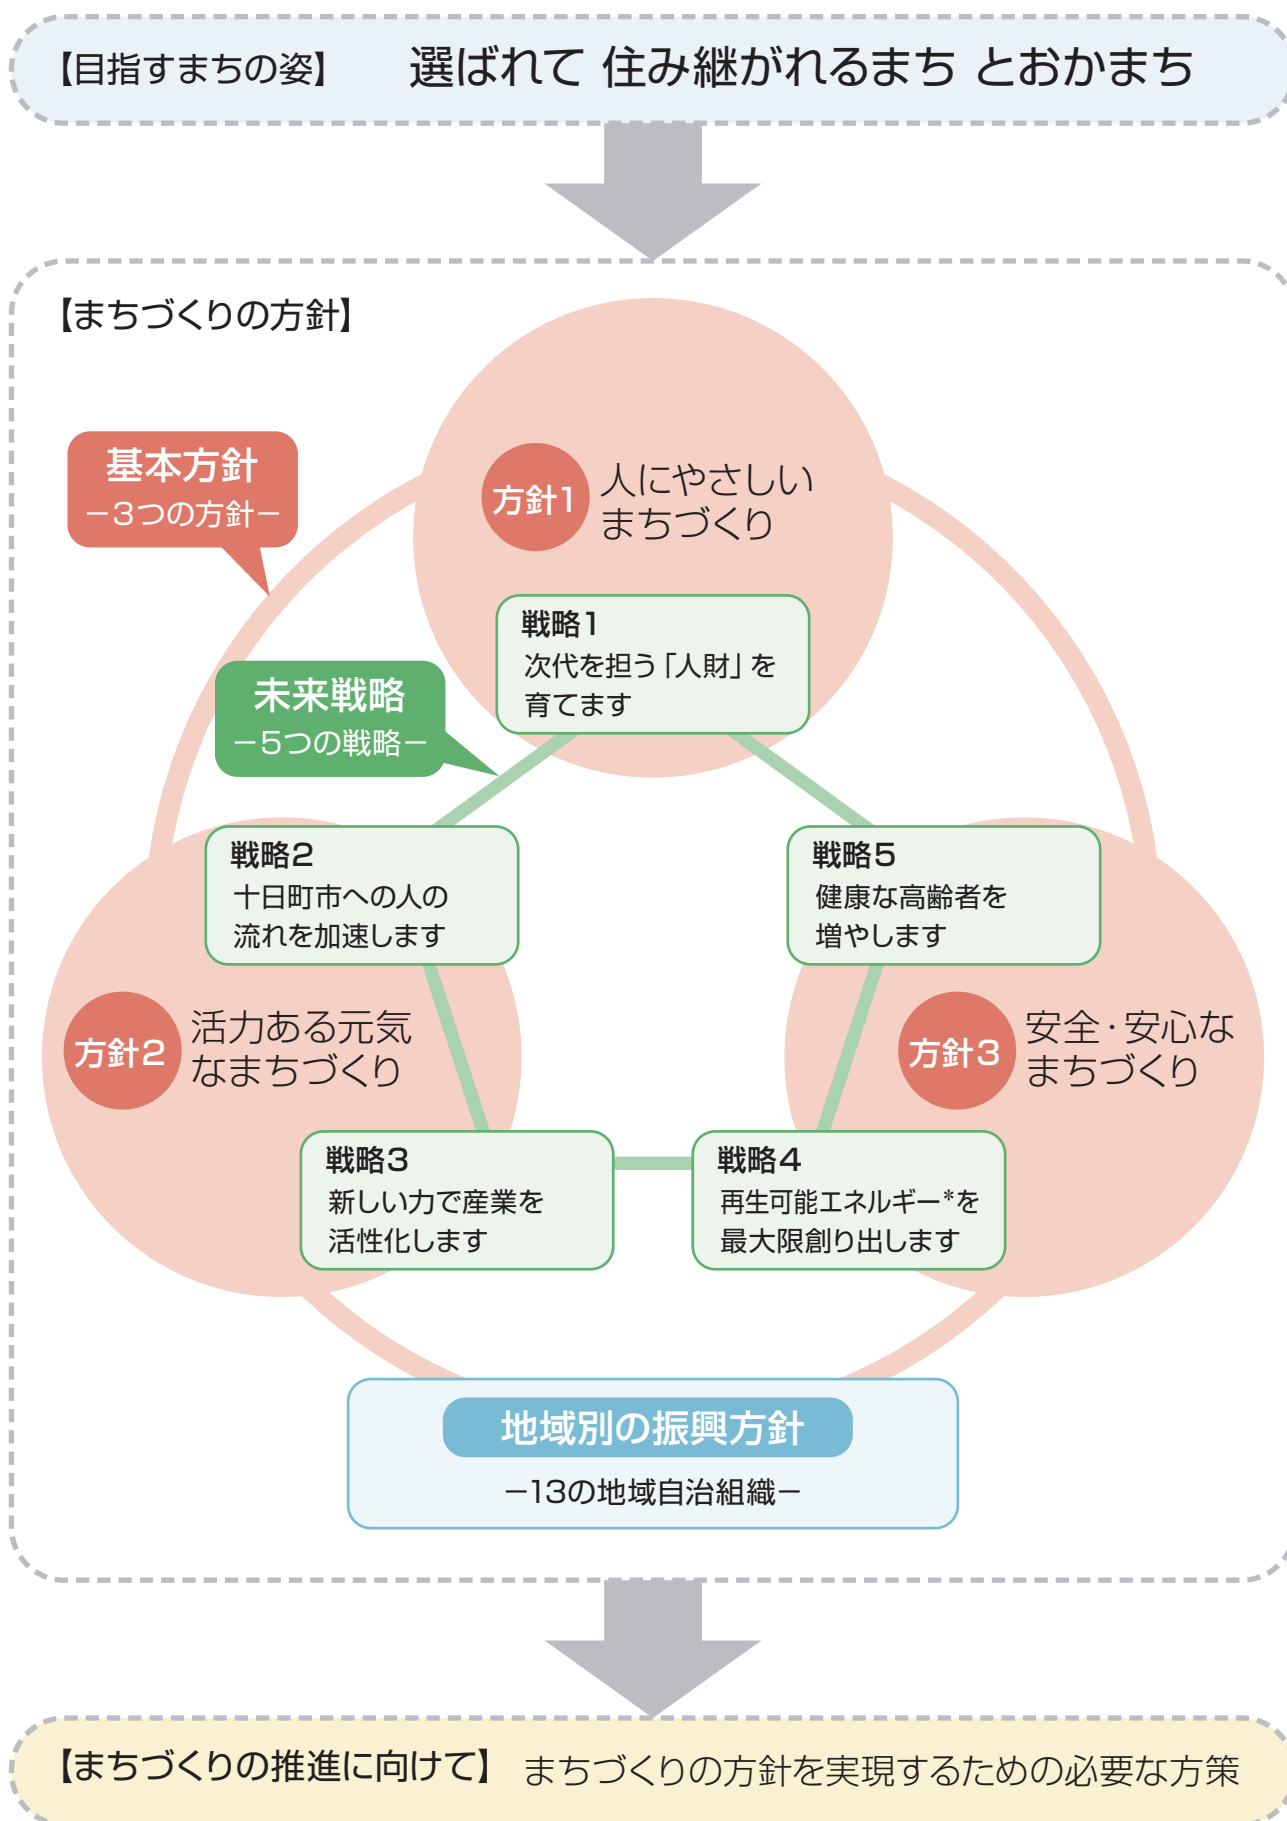 【目指すまちの姿】 選ばれて 住み継がれるまち とおかまち
【まちづくりの方針】
基本方針
－3つの方針－
方針1
人にやさしい
まちづくり
戦略1
次代を担う「人財」を
育てます
未来戦略
－5つの戦略－
戦略2
十日町市への人の
流れを加速します
戦略5
健康な高齢者を
増やします
方針2
活力ある元気
なまちづくり
方針3
安全・安心な
まちづくり
戦略3
新しい力で産業を
活性化します
戦略4
再生可能エネルギー*を
最大限創り出します
地域別の振興方針
－13の地域自治組織－
【まちづくりの推進に向けて】 まちづくりの方針を実現するための必要な方策